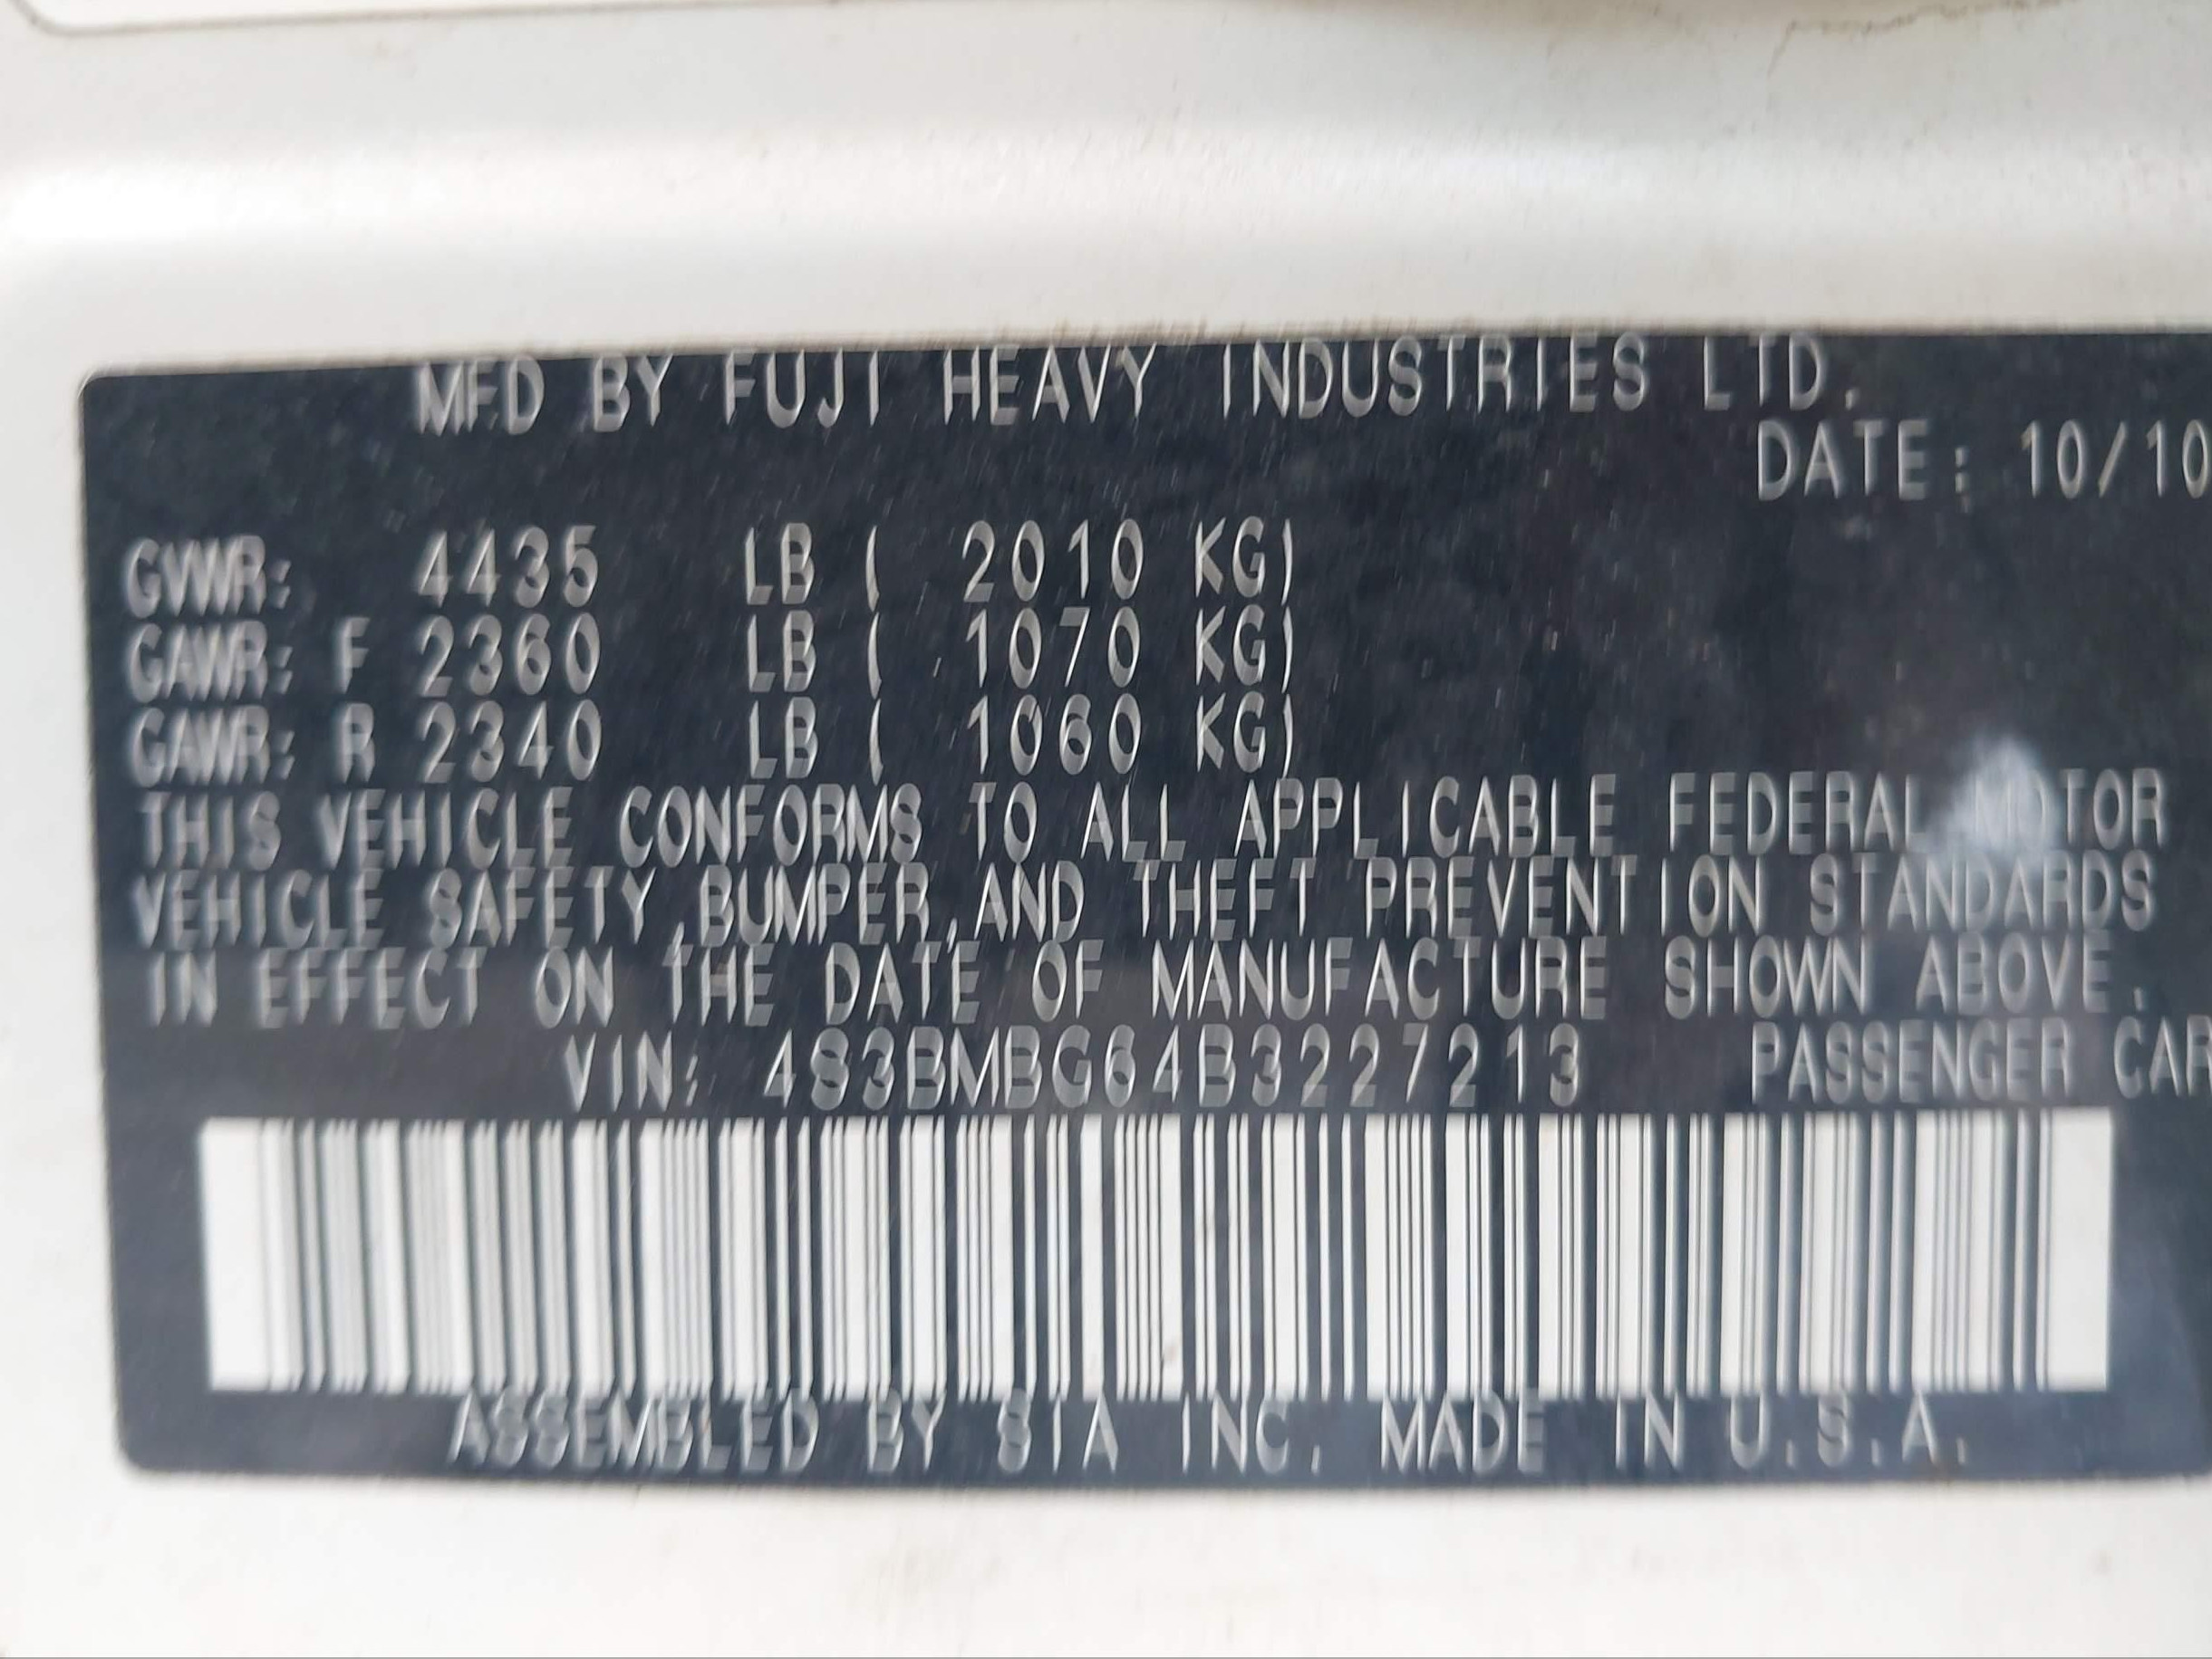 MFD BY FUJI HEAVY INDUSTRIES LTD.
DATE: 10/10
GVWR: 4435 LB ( 2010 KG)
GAWR: F 2360 LB ( 1070 KG)
GAWR: R 2340 LB ( 1060 KG)
THIS VEHICLE CONFORMS TO ALL APPLICABLE FEDERAL MOTOR
VEHICLE SAFETY,BUMPER,AND THEFT PREVENTION STANDARDS
IN EFFECT ON THE DATE OF MANUFACTURE SHOWN ABOVE.
VIN: 4S3BMBG64B3227213 PASSENGER CAR
ASSEMBLED BY SIA INC. MADE IN U.S.A.